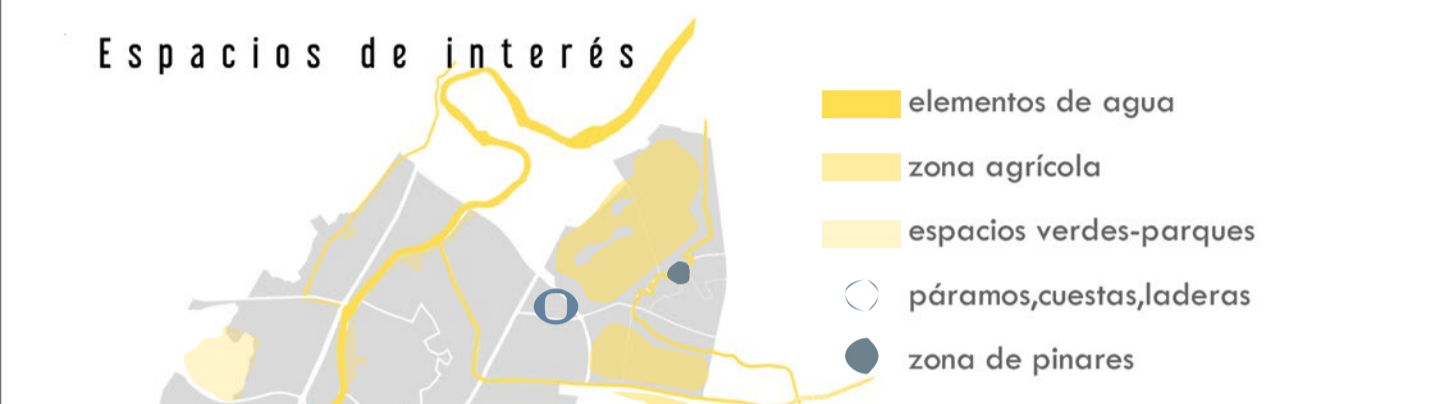 Espacios de interés
elementos de agua
zona agrícola
espacios verdes-parques
páramos,cuestas,laderas
zona de pinares